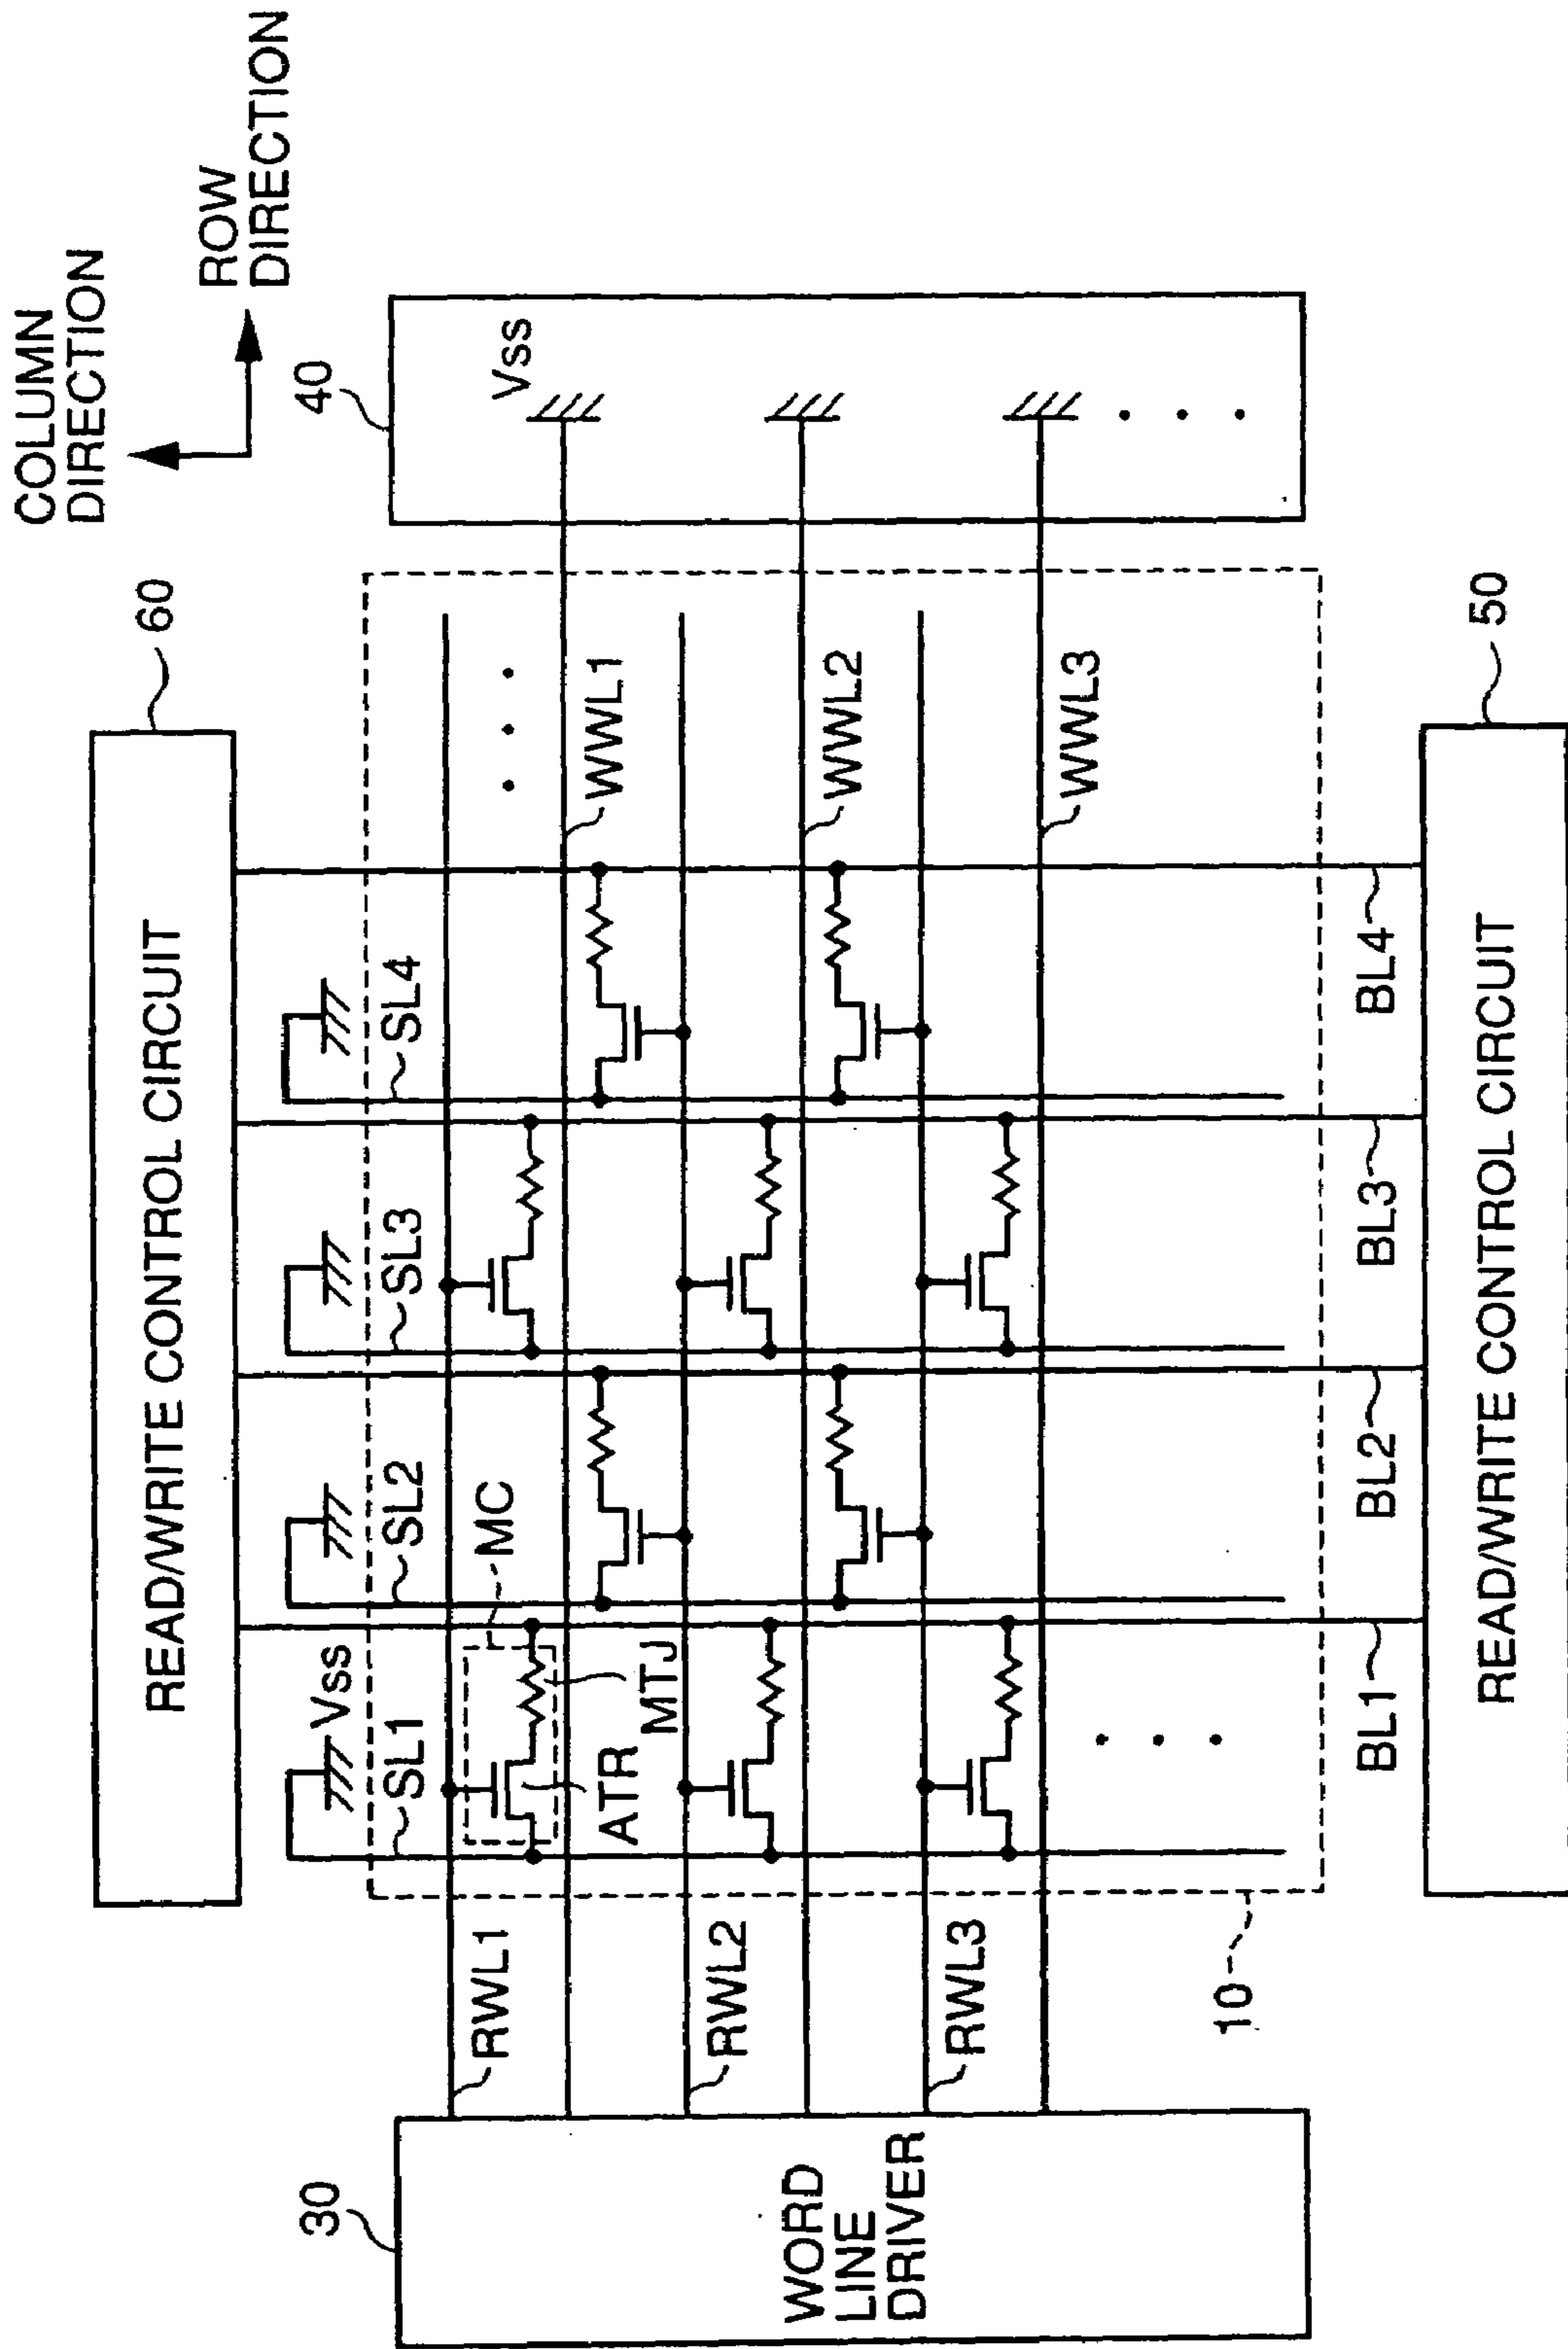 COLUMN
DIRECTION
ROW
DIRECTION
60
READ/WRITE CONTROL CIRCUIT
40
Vss
Vss
SL1
SL2
SL3
SL4
MC
MTJ
ATR
RWL1
WWL1
RWL2
WWL2
RWL3
WWL3
30
WORD
LINE
DRIVER
10
BL1
BL2
BL3
BL4
50
READ/WRITE CONTROL CIRCUIT